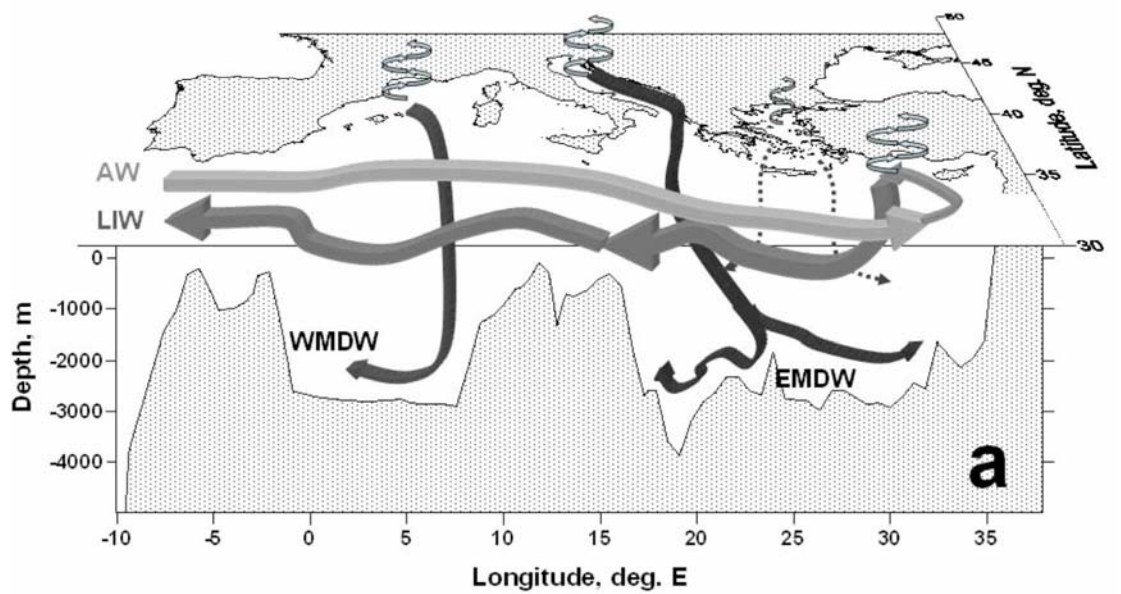 50
45
40
35
30
Latitude, deg. N
AW
LIW
0
-1000
-2000
-3000
-4000
Depth, m
WMDW
EMDW
a
-10 -5 0 5 10 15 20 25 30 35
Longitude, deg. E